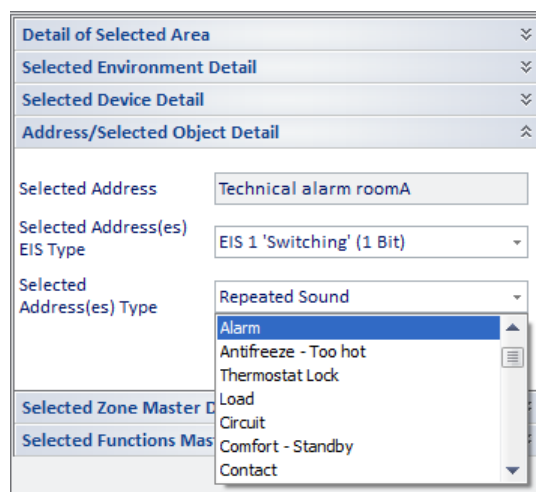 Detail of Selected Area
Selected Environment Detail
Selected Device Detail
Address/Selected Object Detail
Selected Address
Technical alarm roomA
Selected Address(es)
EIS Type
EIS 1 'Switching' (1 Bit)
Selected
Address(es) Type
Repeated Sound
Alarm
Antifreeze - Too hot
Thermostat Lock
Load
Circuit
Comfort - Standby
Contact
Selected Zone Master D
Selected Functions Mas